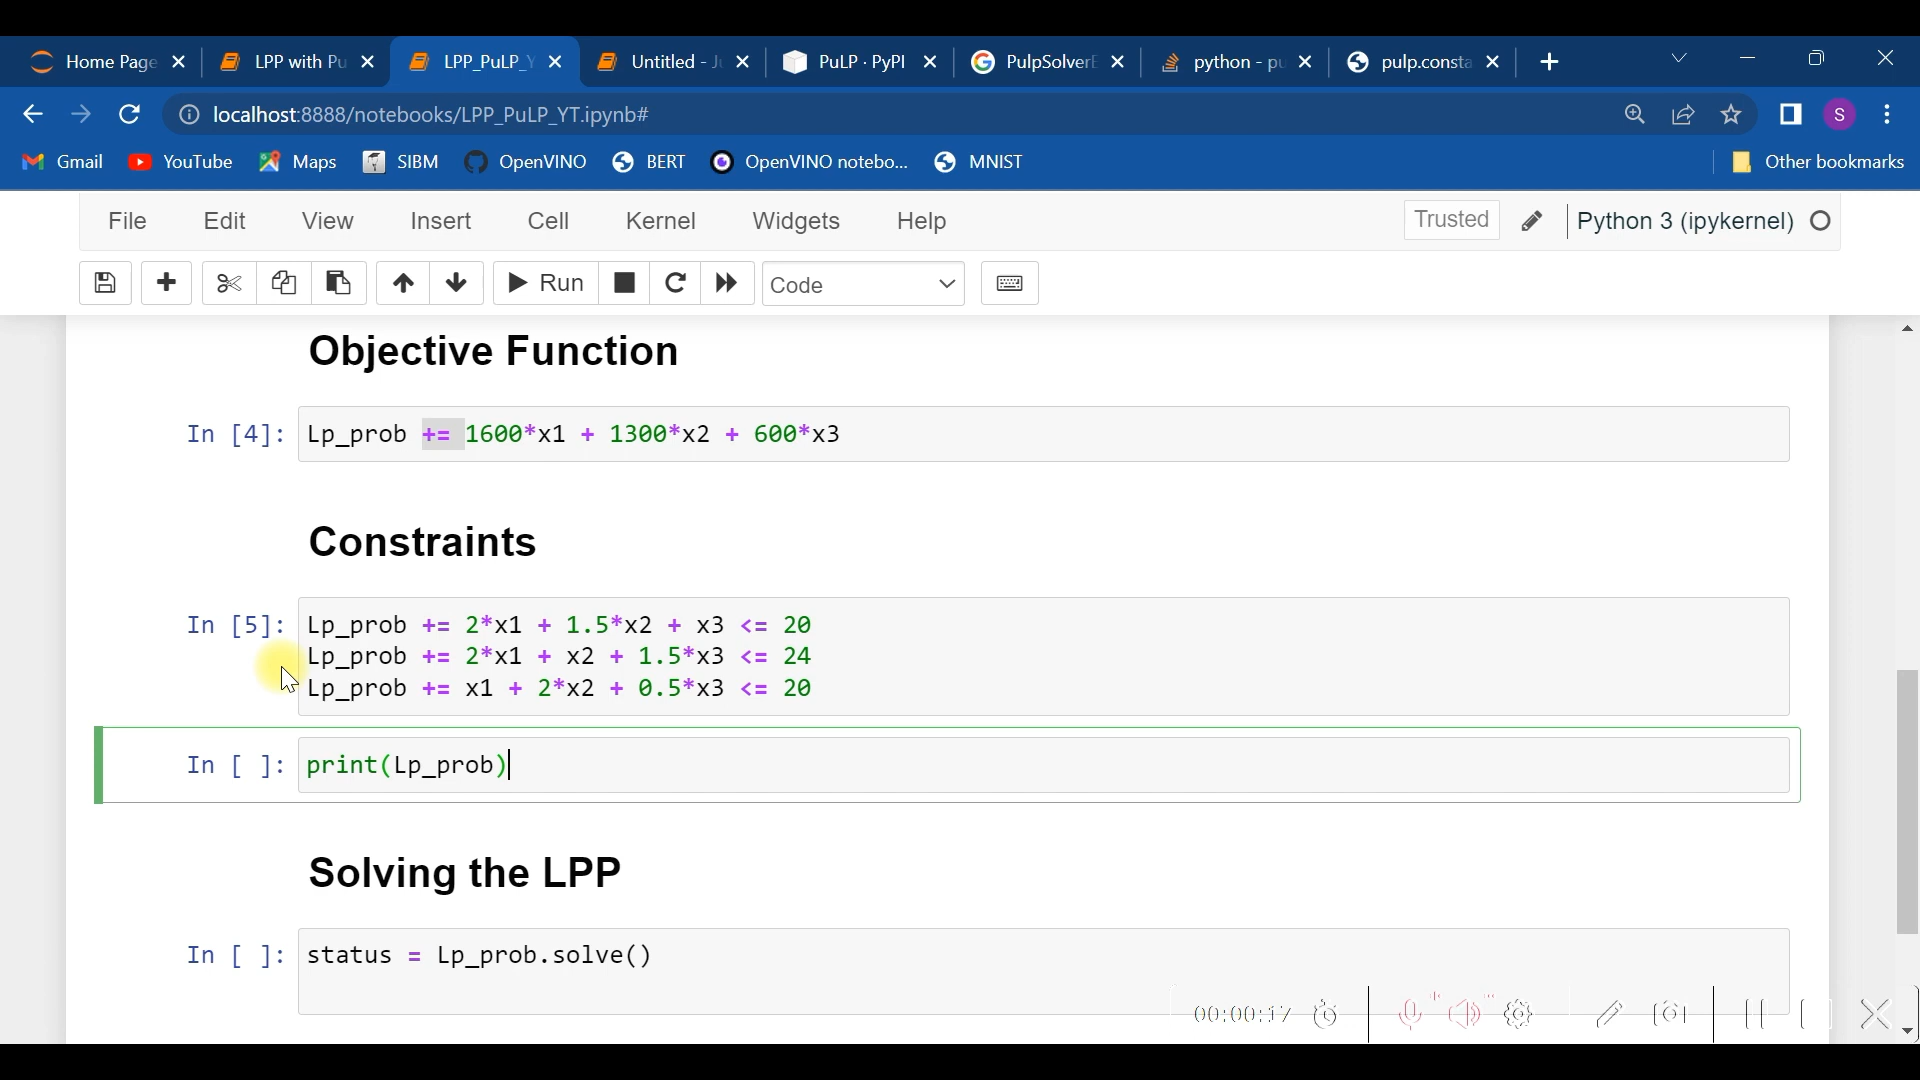 Home Page
LPP with Pu
LPP_PuLP_Y
Untitled - Ju
PuLP · PyPI
PulpSolverE
python - pu
pulp.consta
localhost:8888/notebooks/LPP_PuLP_YT.ipynb#
S
Gmail
YouTube
Maps
SIBM
OpenVINO
BERT
OpenVINO notebo...
MNIST
Other bookmarks
File
Edit
View
Insert
Cell
Kernel
Widgets
Help
Trusted
Python 3 (ipykernel)
Run
Code
Objective Function
In [4]: Lp_prob += 1600*x1 + 1300*x2 + 600*x3
Constraints
In [5]: Lp_prob += 2*x1 + 1.5*x2 + x3 <= 20
Lp_prob += 2*x1 + x2 + 1.5*x3 <= 24
Lp_prob += x1 + 2*x2 + 0.5*x3 <= 20
In [ ]: print(Lp_prob)
Solving the LPP
In [ ]: status = Lp_prob.solve()
00:00:17